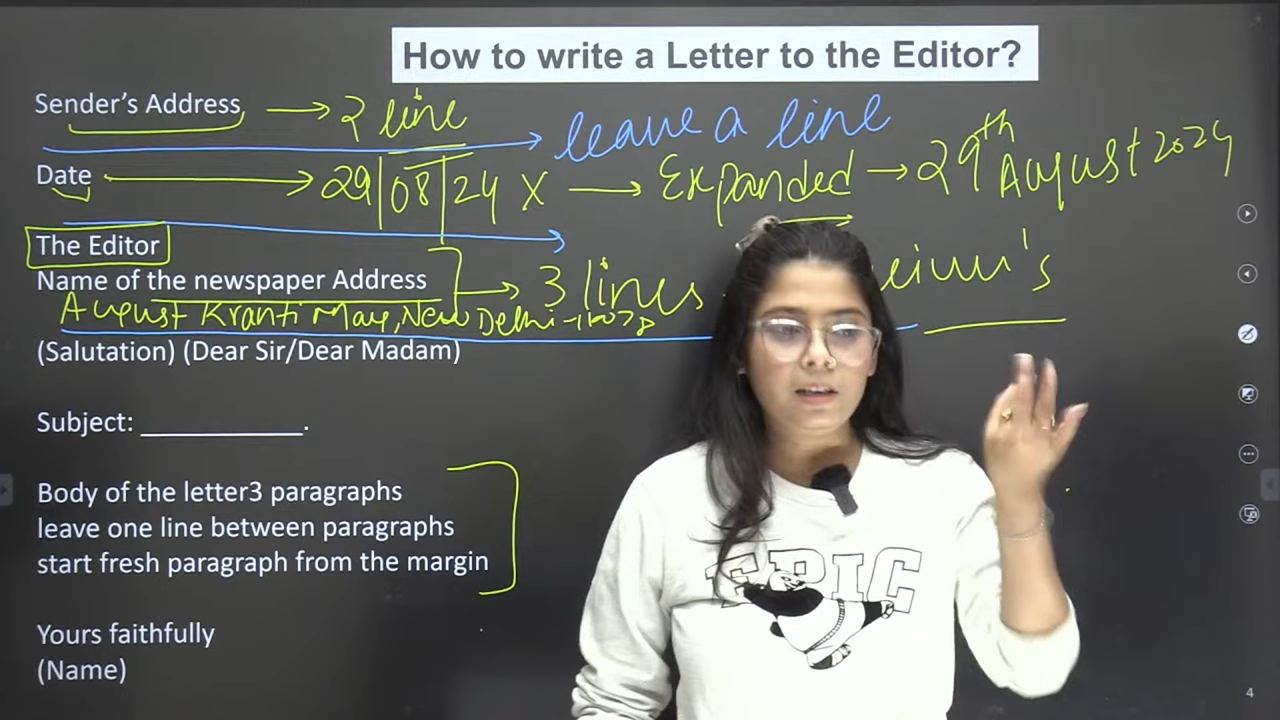 How to write a Letter to the Editor?
Sender's Address → 2 line
→ leave a line
Date → 29/08/24 X → Expanded → 29th August 2024
The Editor
Name of the newspaper Address → 3 lines
August Kranti Marg, New Delhi -
(Salutation) (Dear Sir/Dear Madam)
Subject: ___________.
Body of the letter3 paragraphs
leave one line between paragraphs
start fresh paragraph from the margin
Yours faithfully
(Name)
EPIC
4